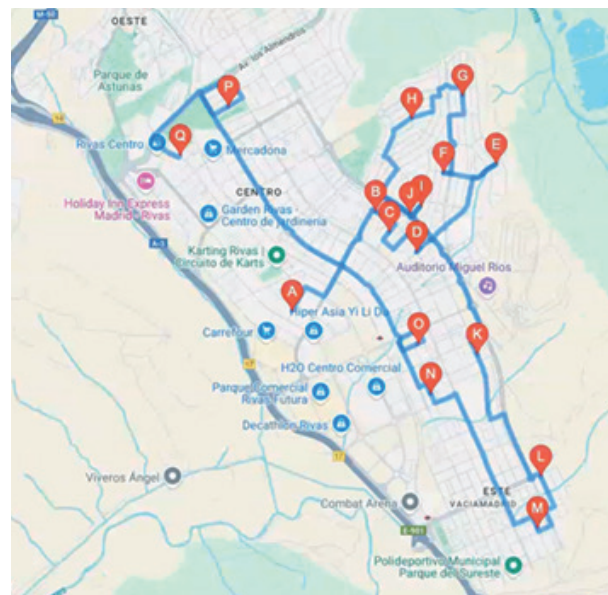 M-50
OESTE
Av. los Almendros
Parque de
Asturias
P
G
H
14
Rivas Centro
Q
Mercadona
F
E
Holiday Inn Express
Madrid-Rivas
CENTRO
B
J
I
Garden Rivas -
Centro de Jardinería
C
D
A-3
Karting Rivas |
Circuito de Karts
Auditorio Miguel Ríos
A
Hiper Asia Yi Li Da
Carrefour
O
K
H2O Centro Comercial
N
Parque Comercial
Rivas Futura
Decathlon Rivas
17
L
Viveros Ángel
ESTE
VACIAMADRID
Combat Arena
M
E-901
Polideportivo Municipal
Parque del Sureste